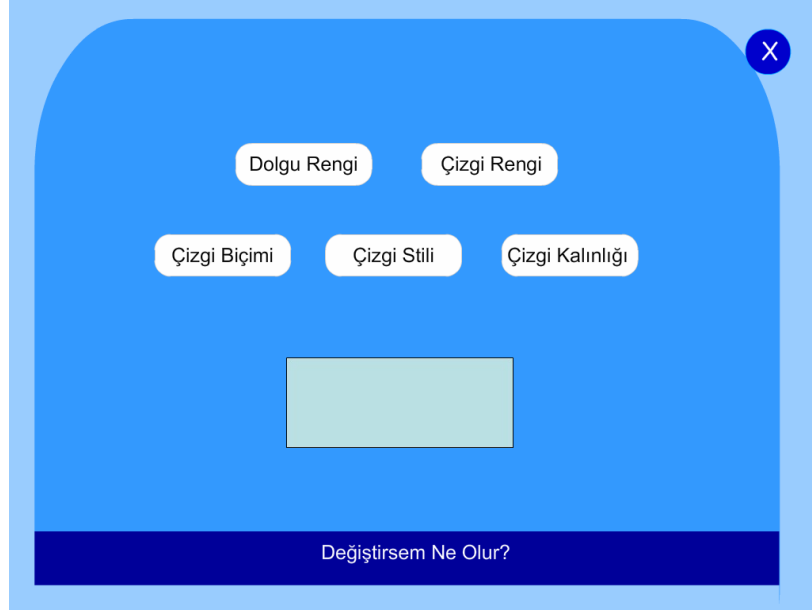 X
Dolgu Rengi
Çizgi Rengi
Çizgi Biçimi
Çizgi Stili
Çizgi Kalınlığı
Değiştirsem Ne Olur?